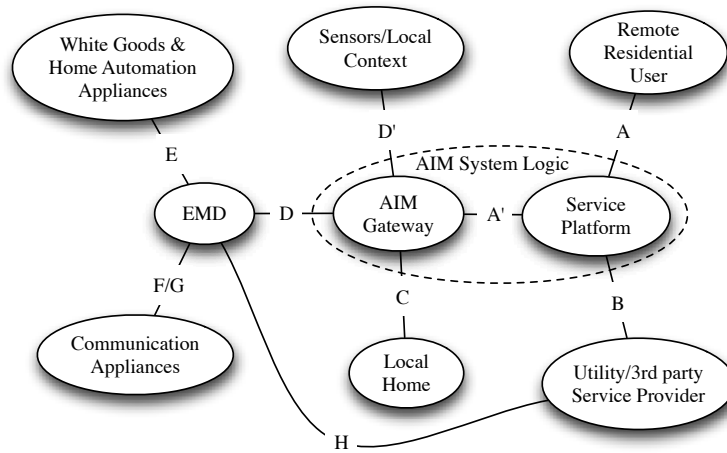 White Goods &
Home Automation
Appliances
Sensors/Local
Context
Remote
Residential
User
E
D'
A
AIM System Logic
EMD
D
AIM
Gateway
A'
Service
Platform
F/G
C
B
Communication
Appliances
Local
Home
Utility/3rd party
Service Provider
H